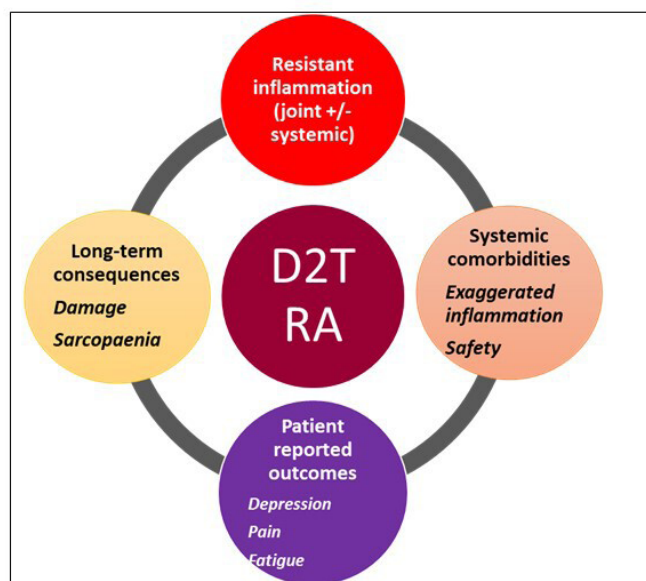 Resistant
inflammation
(joint +/-
systemic)
Long-term
consequences
Damage
Sarcopaenia
D2T
RA
Systemic
comorbidities
Exaggerated
inflammation
Safety
Patient
reported
outcomes
Depression
Pain
Fatigue